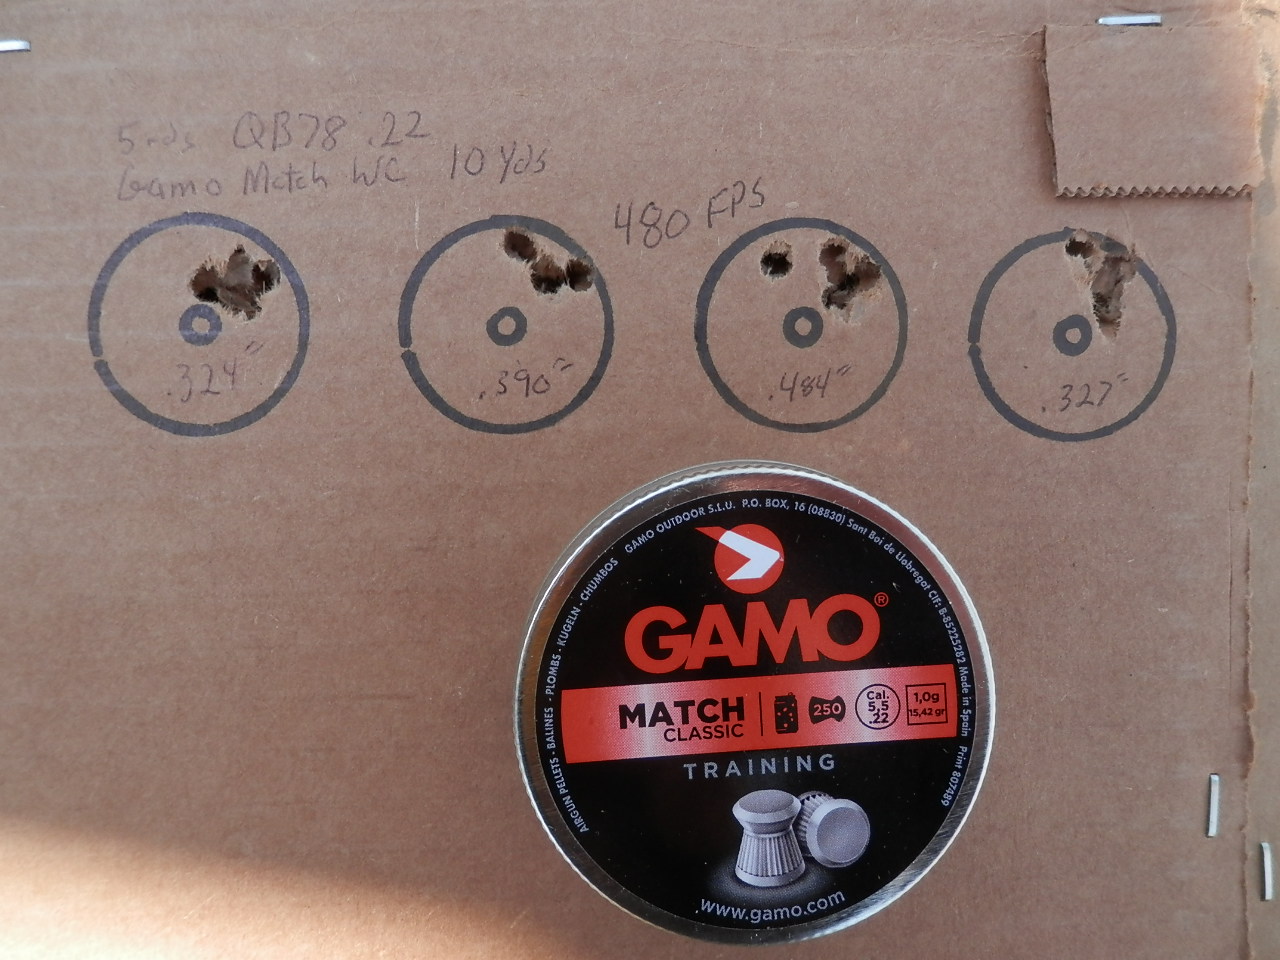 5 rds QB78 .22
Gamo Match WC 10 Yds
480 FPS
.324"
.390"
.484"
.327"
AIRGUN PELLETS - BALINES - PLOMBS - KUGELN - CHUMBOS GAMO OUTDOOR S.L.U. P.O. BOX, 16 (08830) Sant Boi de Llobregat CIF: B-85225282 Made in Spain Print 807489
GAMO®
MATCH
CLASSIC
250
Cal.
5,5
.22
1,0g
15,42 gr
TRAINING
www.gamo.com